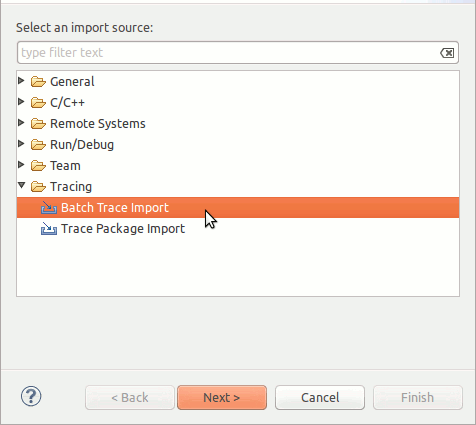 Select an import source:
type filter text
General
C/C++
Remote Systems
Run/Debug
Team
Tracing
Batch Trace Import
Trace Package Import
? < Back Next > Cancel Finish